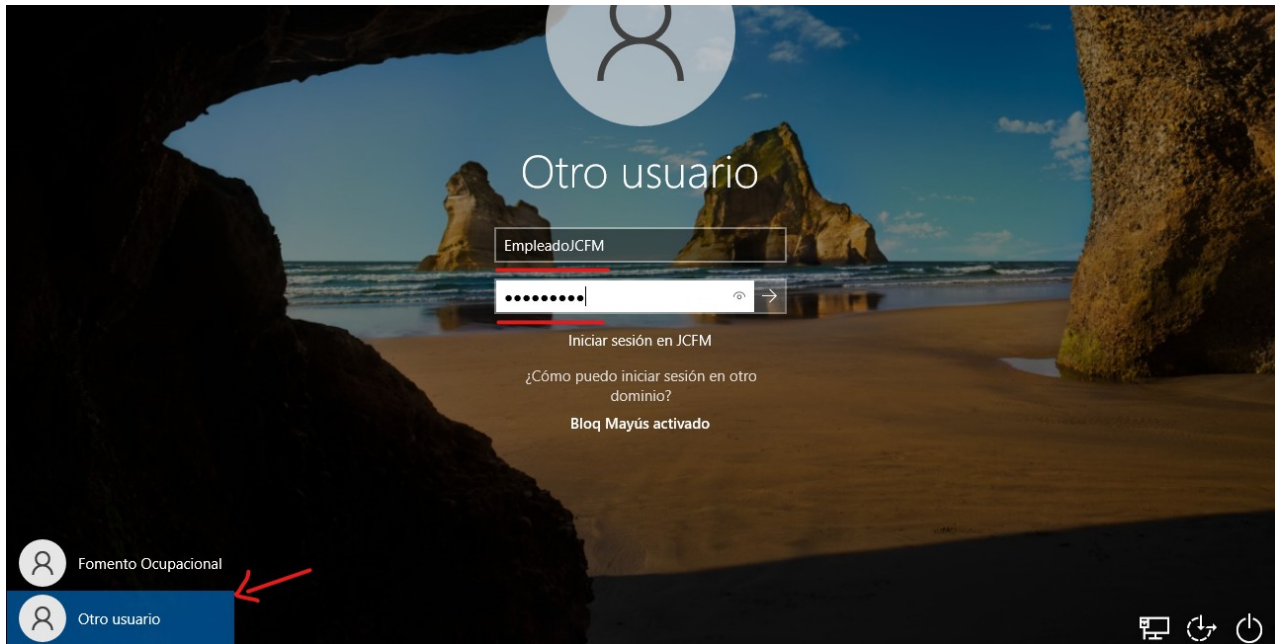 Otro usuario
EmpleadoJCFM
Iniciar sesión en JCFM
¿Cómo puedo iniciar sesión en otro
dominio?
Bloq Mayús activado
Fomento Ocupacional
Otro usuario